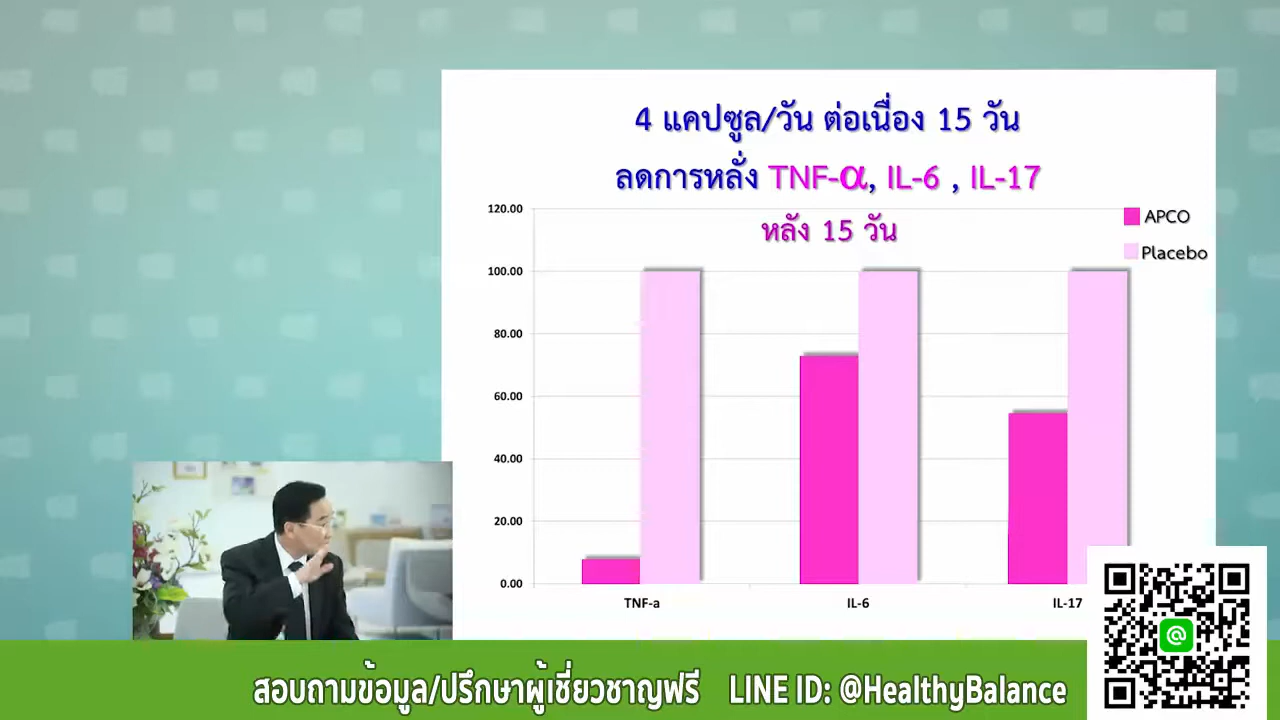 4 แคปซูล/วัน ต่อเนื่อง 15 วัน
ลดการหลั่ง TNF-α, IL-6 , IL-17
หลัง 15 วัน
APCO
Placebo
120.00
100.00
80.00
60.00
40.00
20.00
0.00
TNF-a
IL-6
IL-17
สอบถามข้อมูล/ปรึกษาผู้เชี่ยวชาญฟรี LINE ID: @HealthyBalance